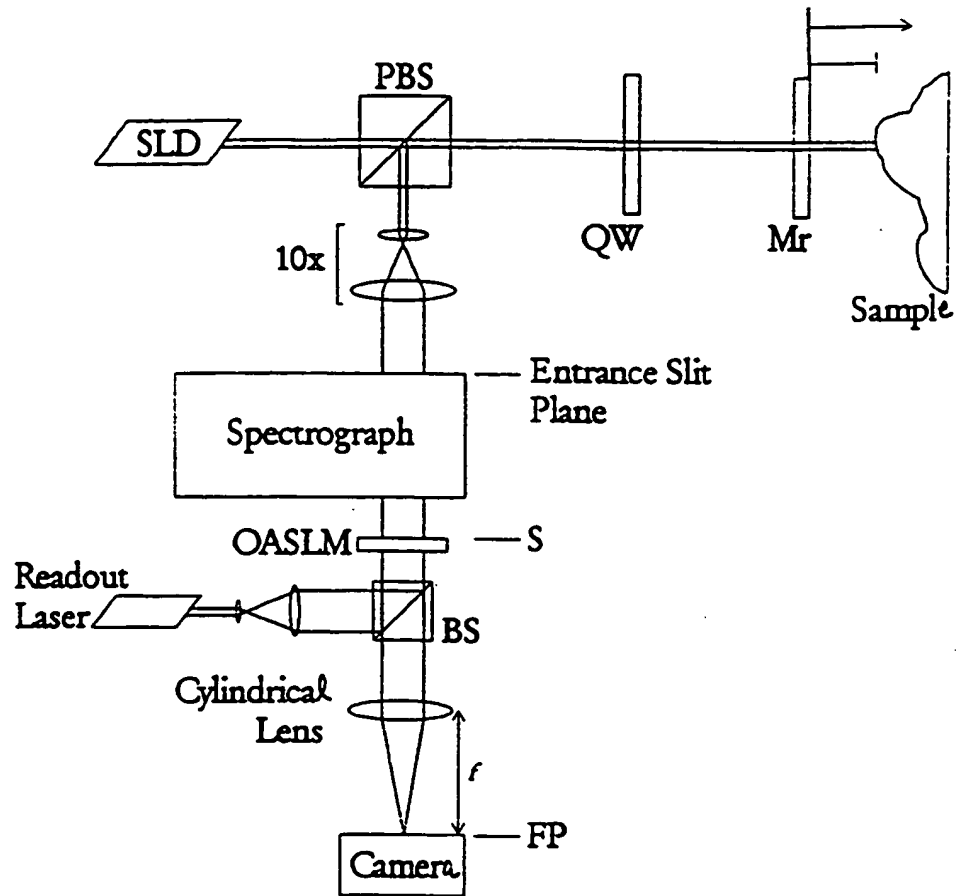 PBS
SLD
QW
Mr
10x
Sample
Entrance Slit
Plane
Spectrograph
OASLM
S
Readout
Laser
BS
Cylindrical
Lens
f
FP
Camera